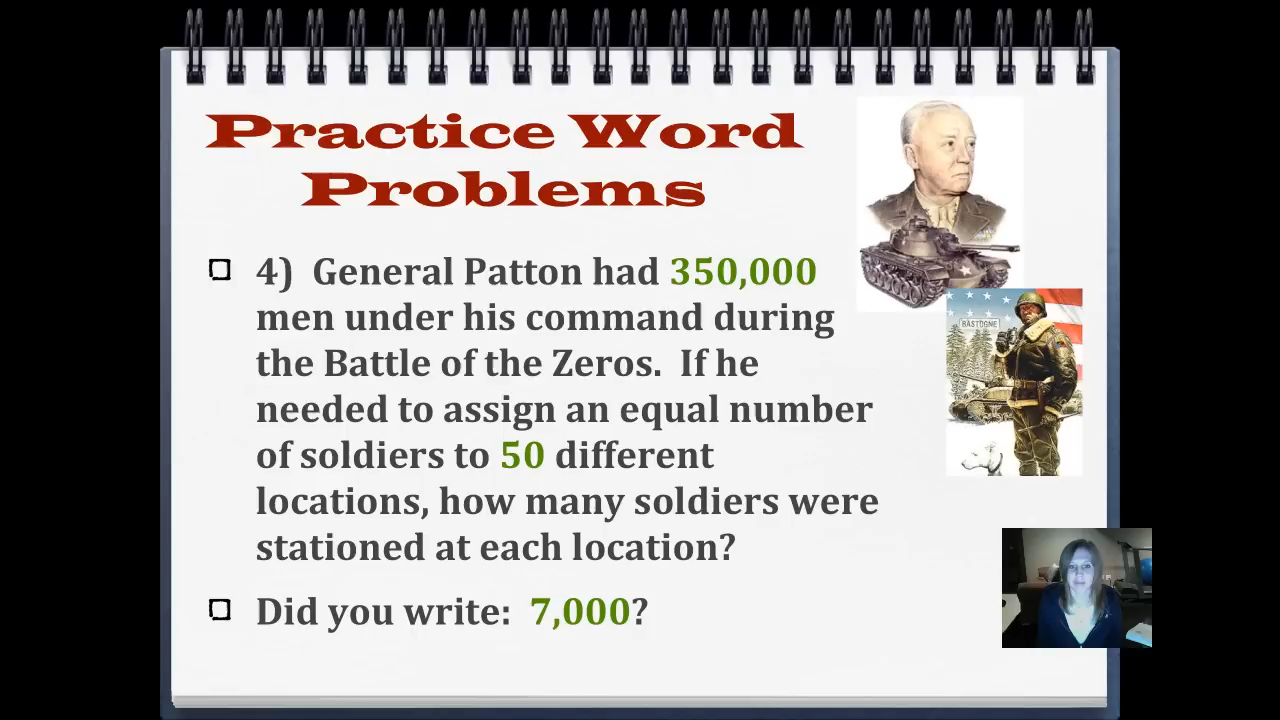 Practice Word
Problems
4) General Patton had 350,000
men under his command during
the Battle of the Zeros. If he
needed to assign an equal number
of soldiers to 50 different
locations, how many soldiers were
stationed at each location?
Did you write: 7,000?
BASTOGNE